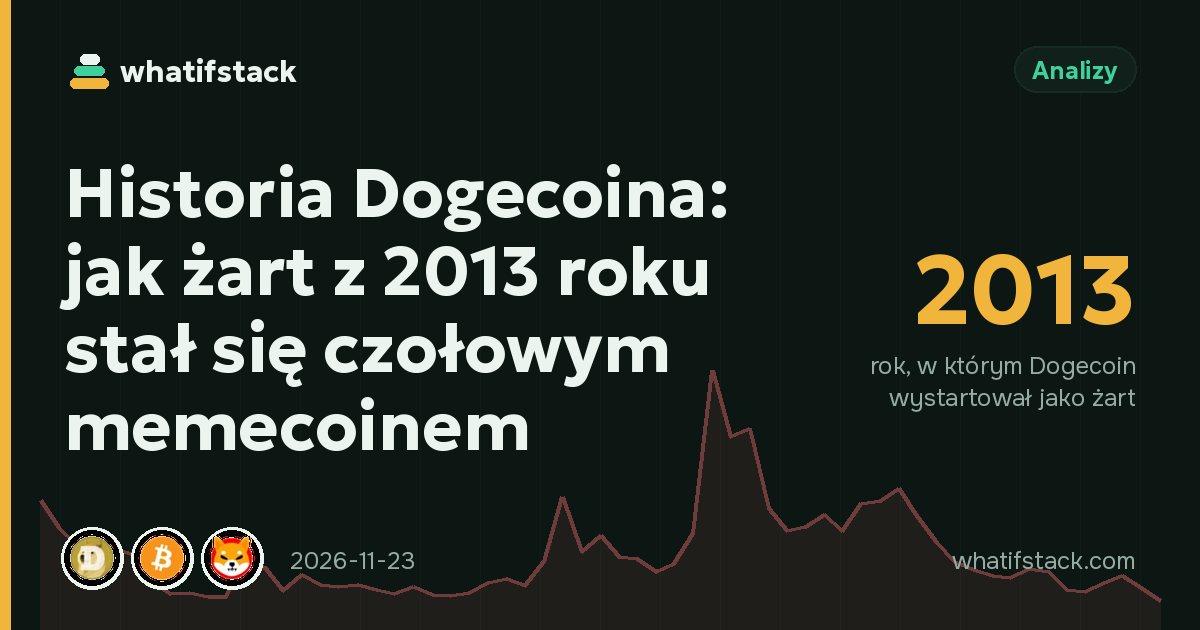 whatifstack
Analizy
Historia Dogecoina:
jak żart z 2013 roku
stał się czołowym
memecoinem
2013
rok, w którym Dogecoin
wystartował jako żart
2026-11-23
whatifstack.com